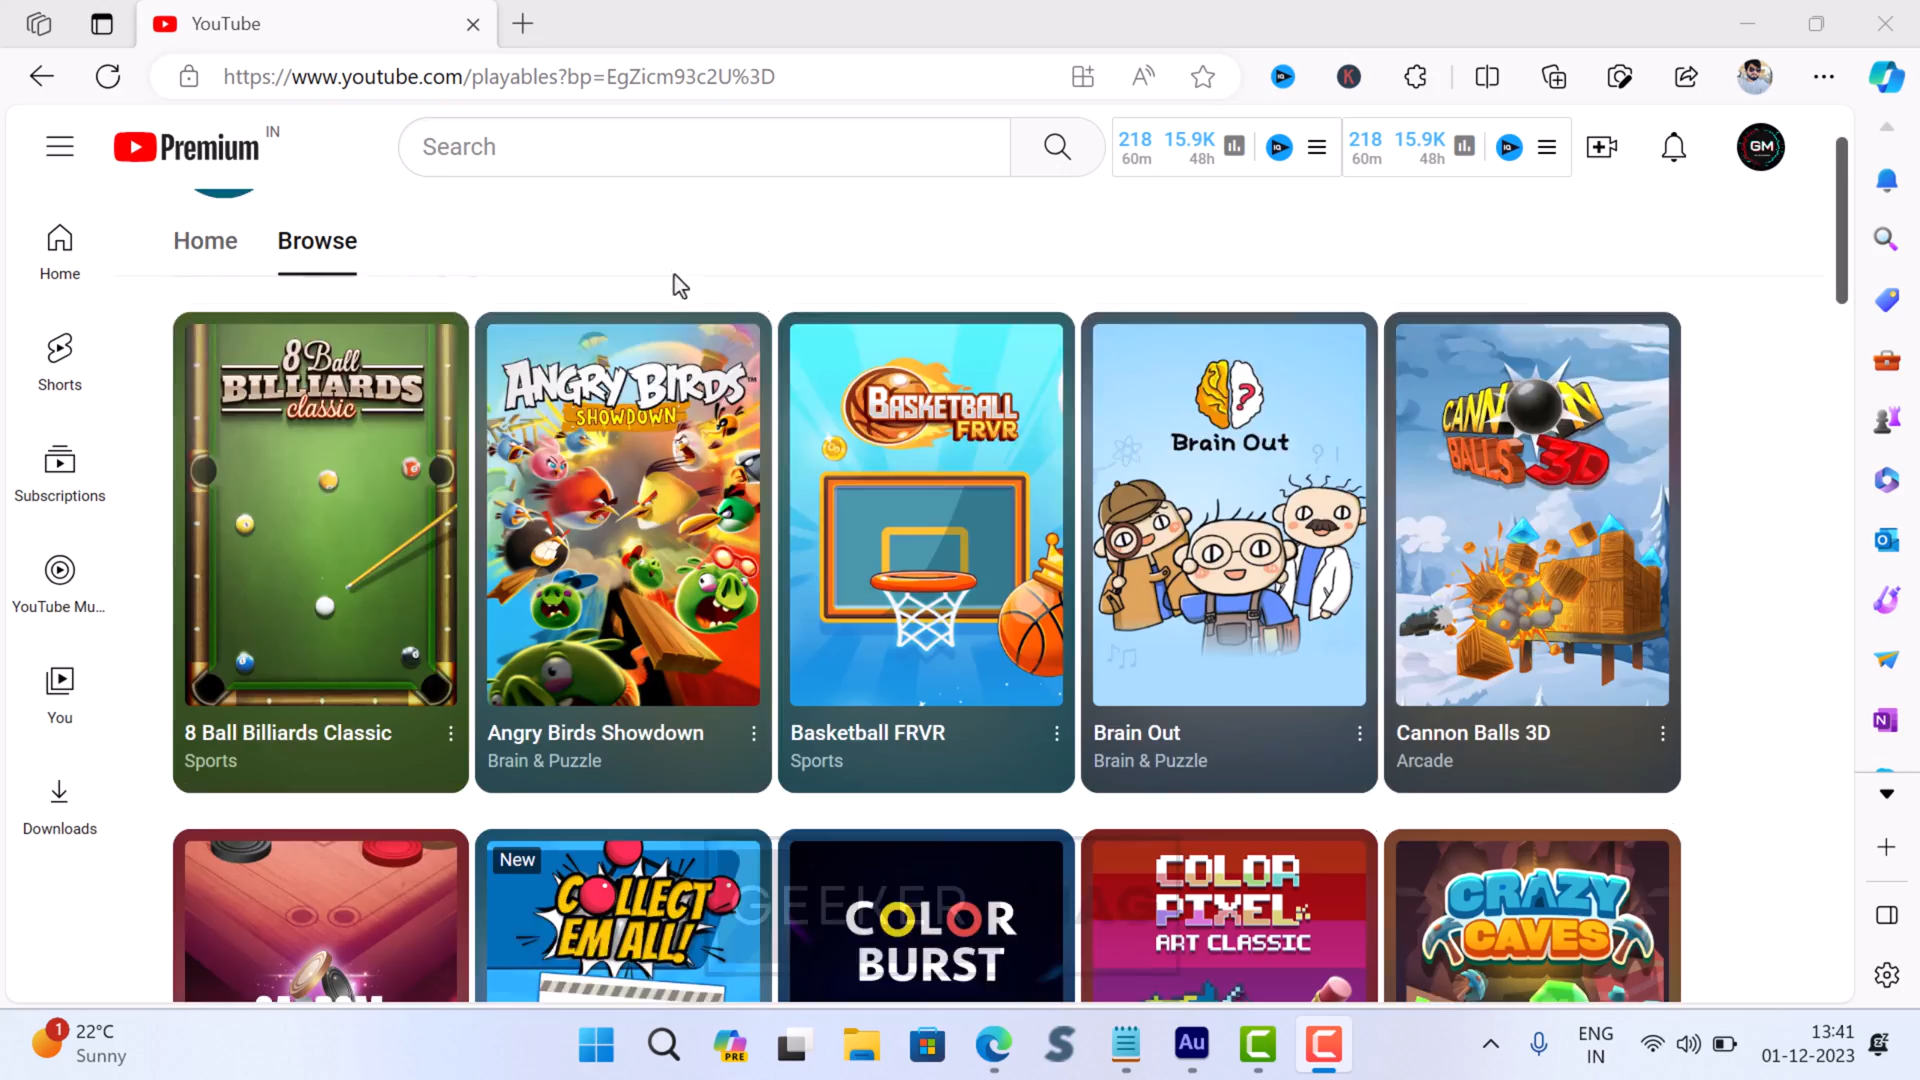 YouTube
https://www.youtube.com/playables?bp=EgZicm93c2U%3D
Premium IN
Search
218 15.9K
60m 48h
218 15.9K
60m 48h
GM
Home Browse
Home
Shorts
Subscriptions
YouTube Mu...
You
Downloads
8 Ball
BILLIARDS
classic
8 Ball Billiards Classic
Sports
ANGRY BIRDS
SHOWDOWN
Angry Birds Showdown
Brain & Puzzle
BASKETBALL
FRVR
Basketball FRVR
Sports
Brain Out
Brain Out
Brain & Puzzle
CANNON
BALLS 3D
Cannon Balls 3D
Arcade
New
COLLECT
EM ALL!
COLOR
BURST
COLOR
PIXEL
ART CLASSIC
CRAZY
CAVES
GEEKER MAG
1
22°C
Sunny
PRE
Au
ENG
IN
13:41
01-12-2023